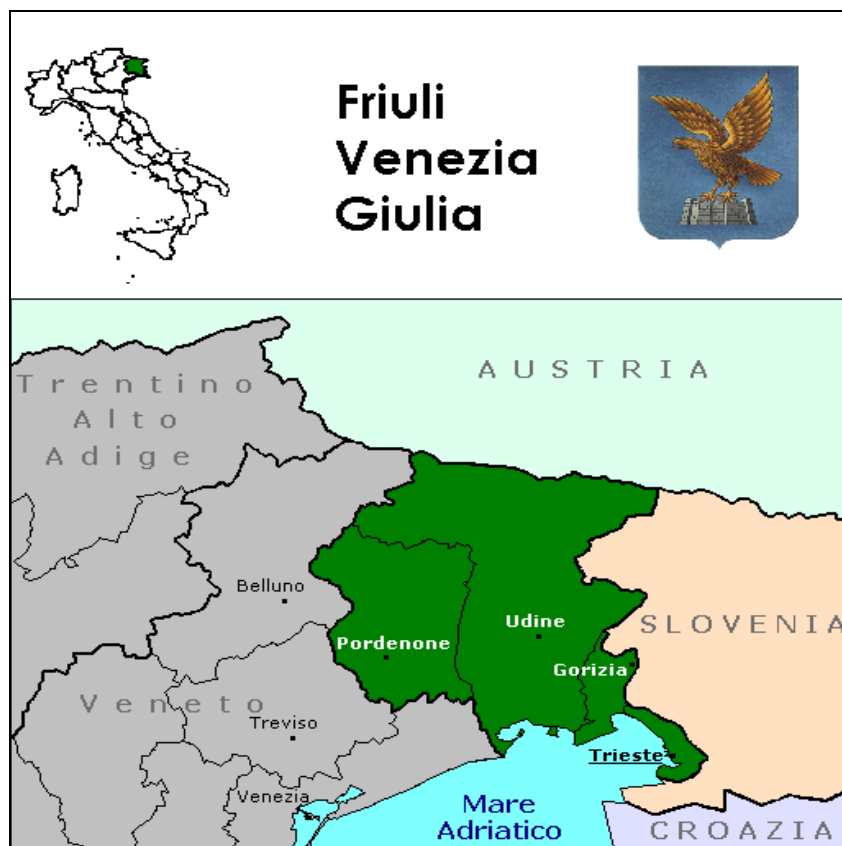 Friuli
Venezia
Giulia
AUSTRIA
Trentino
Alto
Adige
Belluno
Udine
SLOVENIA
Pordenone
Gorizia
Veneto
Treviso
Trieste
Venezia
Mare
Adriatico
CROAZIA